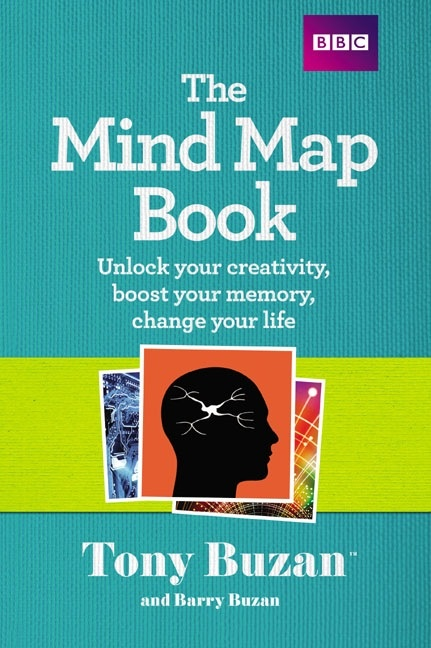 BBC
The
Mind Map
Book
Unlock your creativity,
boost your memory,
change your life
Tony Buzan™
and Barry Buzan